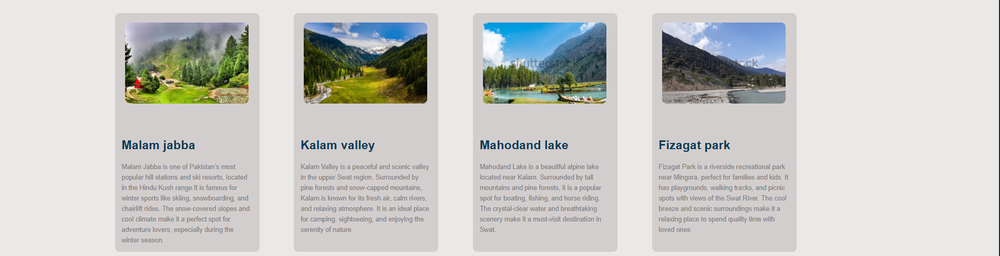 shutterstock
shutterstock
shutterstock
Malam jabba
Malam Jabba is one of Pakistan's most
popular hill stations and ski resorts, located
in the Hindu Kush range.It is famous for
winter sports like skiing, snowboarding, and
chairlift rides. The snow-covered slopes and
cool climate make it a perfect spot for
adventure lovers, especially during the
winter season.
Kalam valley
Kalam Valley is a peaceful and scenic valley
in the upper Swat region. Surrounded by
pine forests and snow-capped mountains,
Kalam is known for its fresh air, calm rivers,
and relaxing atmosphere. It is an ideal place
for camping, sightseeing, and enjoying the
serenity of nature.
Mahodand lake
Mahodand Lake is a beautiful alpine lake
located near Kalam. Surrounded by tall
mountains and pine forests, it is a popular
spot for boating, fishing, and horse riding.
The crystal-clear water and breathtaking
scenery make it a must-visit destination in
Swat.
Fizagat park
Fizagat Park is a riverside recreational park
near Mingora, perfect for families and kids. It
has playgrounds, walking tracks, and picnic
spots with views of the Swat River. The cool
breeze and scenic surroundings make it a
relaxing place to spend quality time with
loved ones